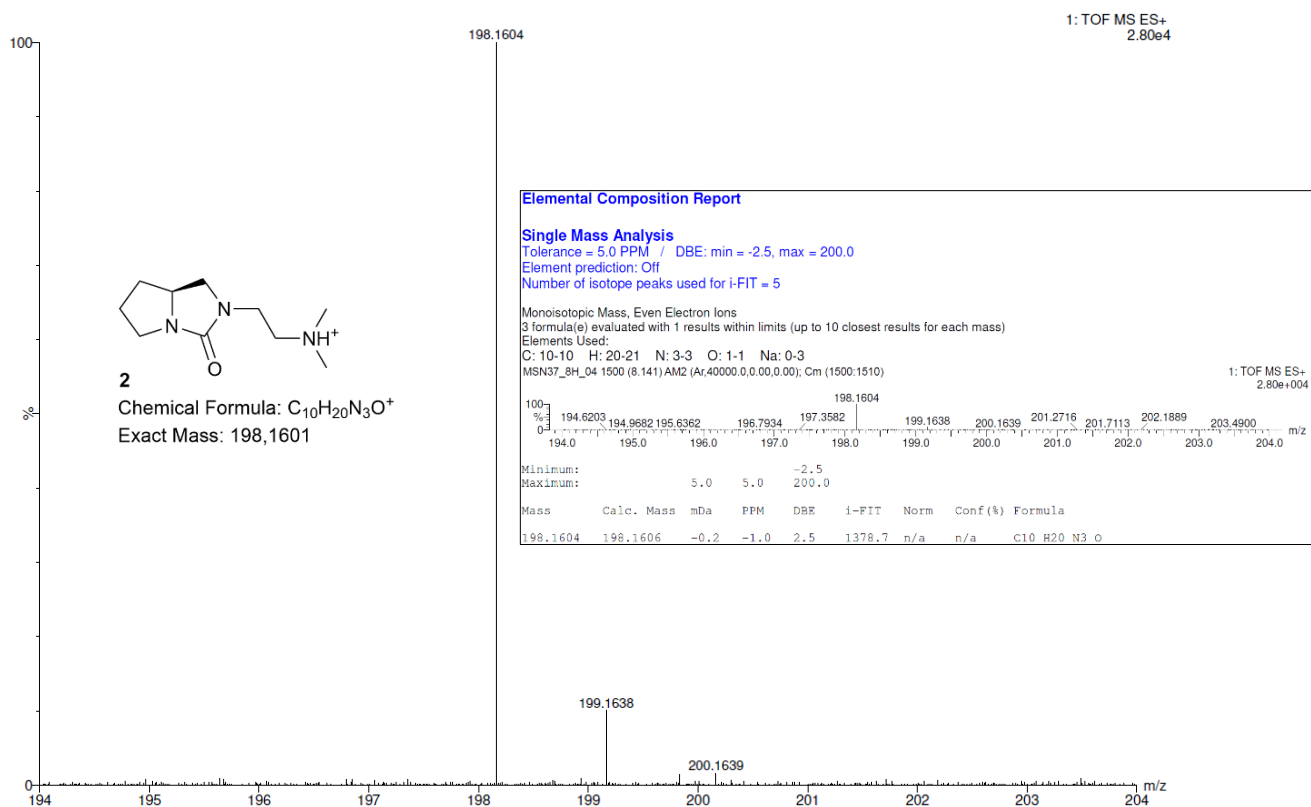 1: TOF MS ES+
2.80e4
100
198.1604
Elemental Composition Report
Single Mass Analysis
Tolerance = 5.0 PPM / DBE: min = -2.5, max = 200.0
Element prediction: Off
Number of isotope peaks used for i-FIT = 5
Monoisotopic Mass, Even Electron Ions
3 formula(e) evaluated with 1 results within limits (up to 10 closest results for each mass)
Elements Used:
C: 10-10 H: 20-21 N: 3-3 O: 1-1 Na: 0-3
MSN37_8H_04 1500 (8.141) AM2 (Ar,40000.0,0.00,0.00); Cm (1500:1510)
1: TOF MS ES+
2.80e+004
100
%
0
198.1604
194.6203 194.9682 195.6362 196.7934 197.3582 199.1638 200.1639 201.2716 201.7113 202.1889 203.4900
194.0 195.0 196.0 197.0 198.0 199.0 200.0 201.0 202.0 203.0 204.0 m/z
Minimum: -2.5
Maximum: 5.0 5.0 200.0
Mass Calc. Mass mDa PPM DBE i-FIT Norm Conf(%) Formula
198.1604 198.1606 -0.2 -1.0 2.5 1378.7 n/a n/a C10 H20 N3 O
N
N
O
NH+
2
Chemical Formula: C10H20N3O+
Exact Mass: 198,1601
%
199.1638
200.1639
0
194 195 196 197 198 199 200 201 202 203 204
m/z